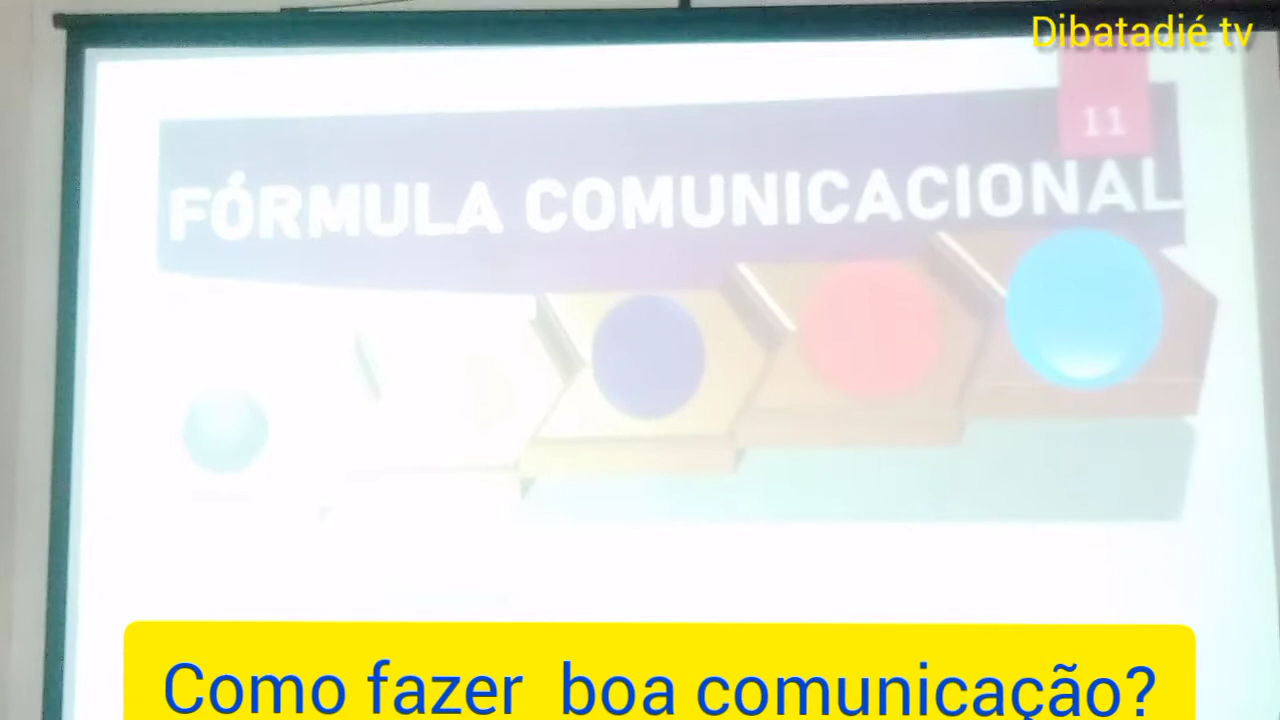 Dibatadié tv
11
FÓRMULA COMUNICACIONAL
Como fazer boa comunicação?